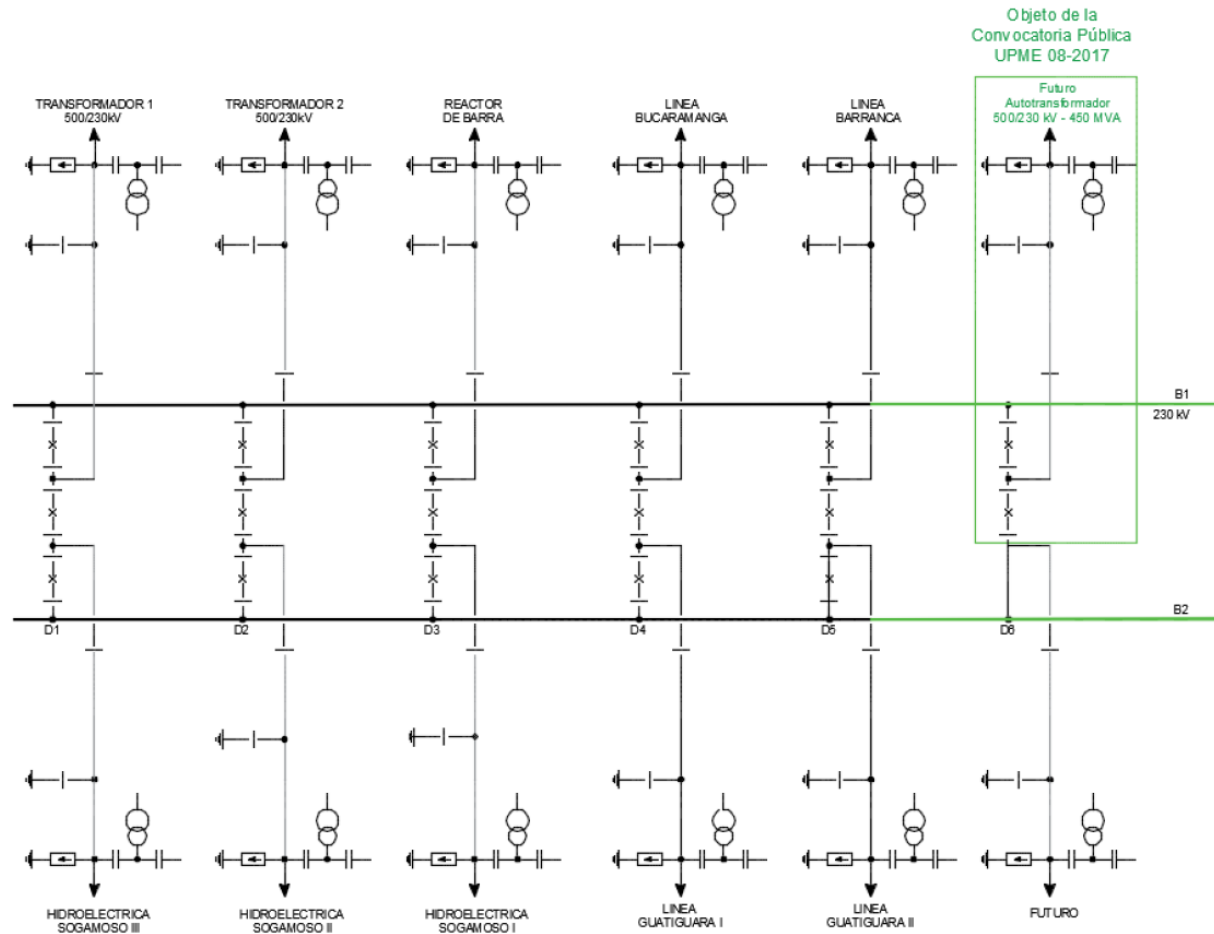 Objeto de la
Convocatoria Pública
UPME 08-2017
TRANSFORMADOR 1
500/230kV
TRANSFORMADOR 2
500/230kV
REACTOR
DE BARRA
LINEA
BUCARAMANGA
LINEA
BARRANCA
Futuro
Autotransformador
500/230 kV - 450 MVA
B1
230 kV
B2
D1
D2
D3
D4
D5
D6
HIDROELECTRICA
SOGAMOSO III
HIDROELECTRICA
SOGAMOSO II
HIDROELECTRICA
SOGAMOSO I
LINEA
GUATIGUARA I
LINEA
GUATIGUARA II
FUTURO